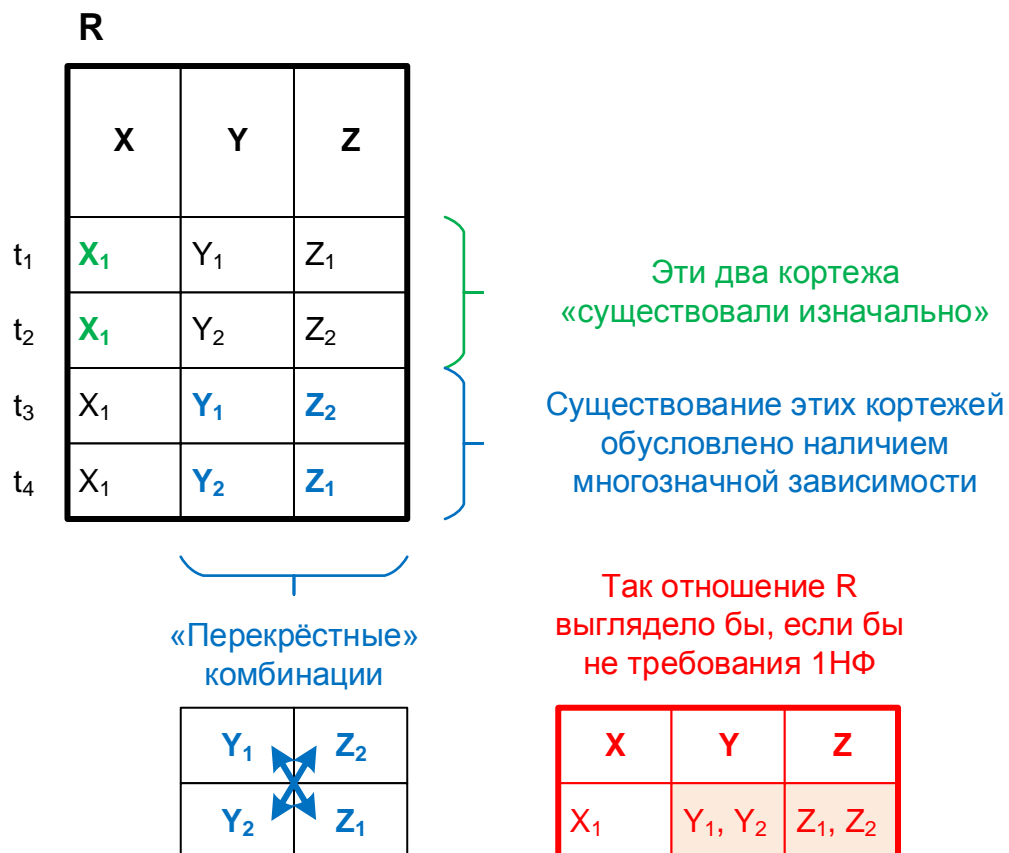 R
X Y Z
t₁ X₁ Y₁ Z₁
t₂ X₁ Y₂ Z₂
t₃ X₁ Y₁ Z₂
t₄ X₁ Y₂ Z₁
Эти два кортежа
«существовали изначально»
Существование этих кортежей
обусловлено наличием
многозначной зависимости
«Перекрёстные»
комбинации
Y₁ Z₂
Y₂ Z₁
Так отношение R
выглядело бы, если бы
не требования 1НФ
X Y Z
X₁ Y₁, Y₂ Z₁, Z₂